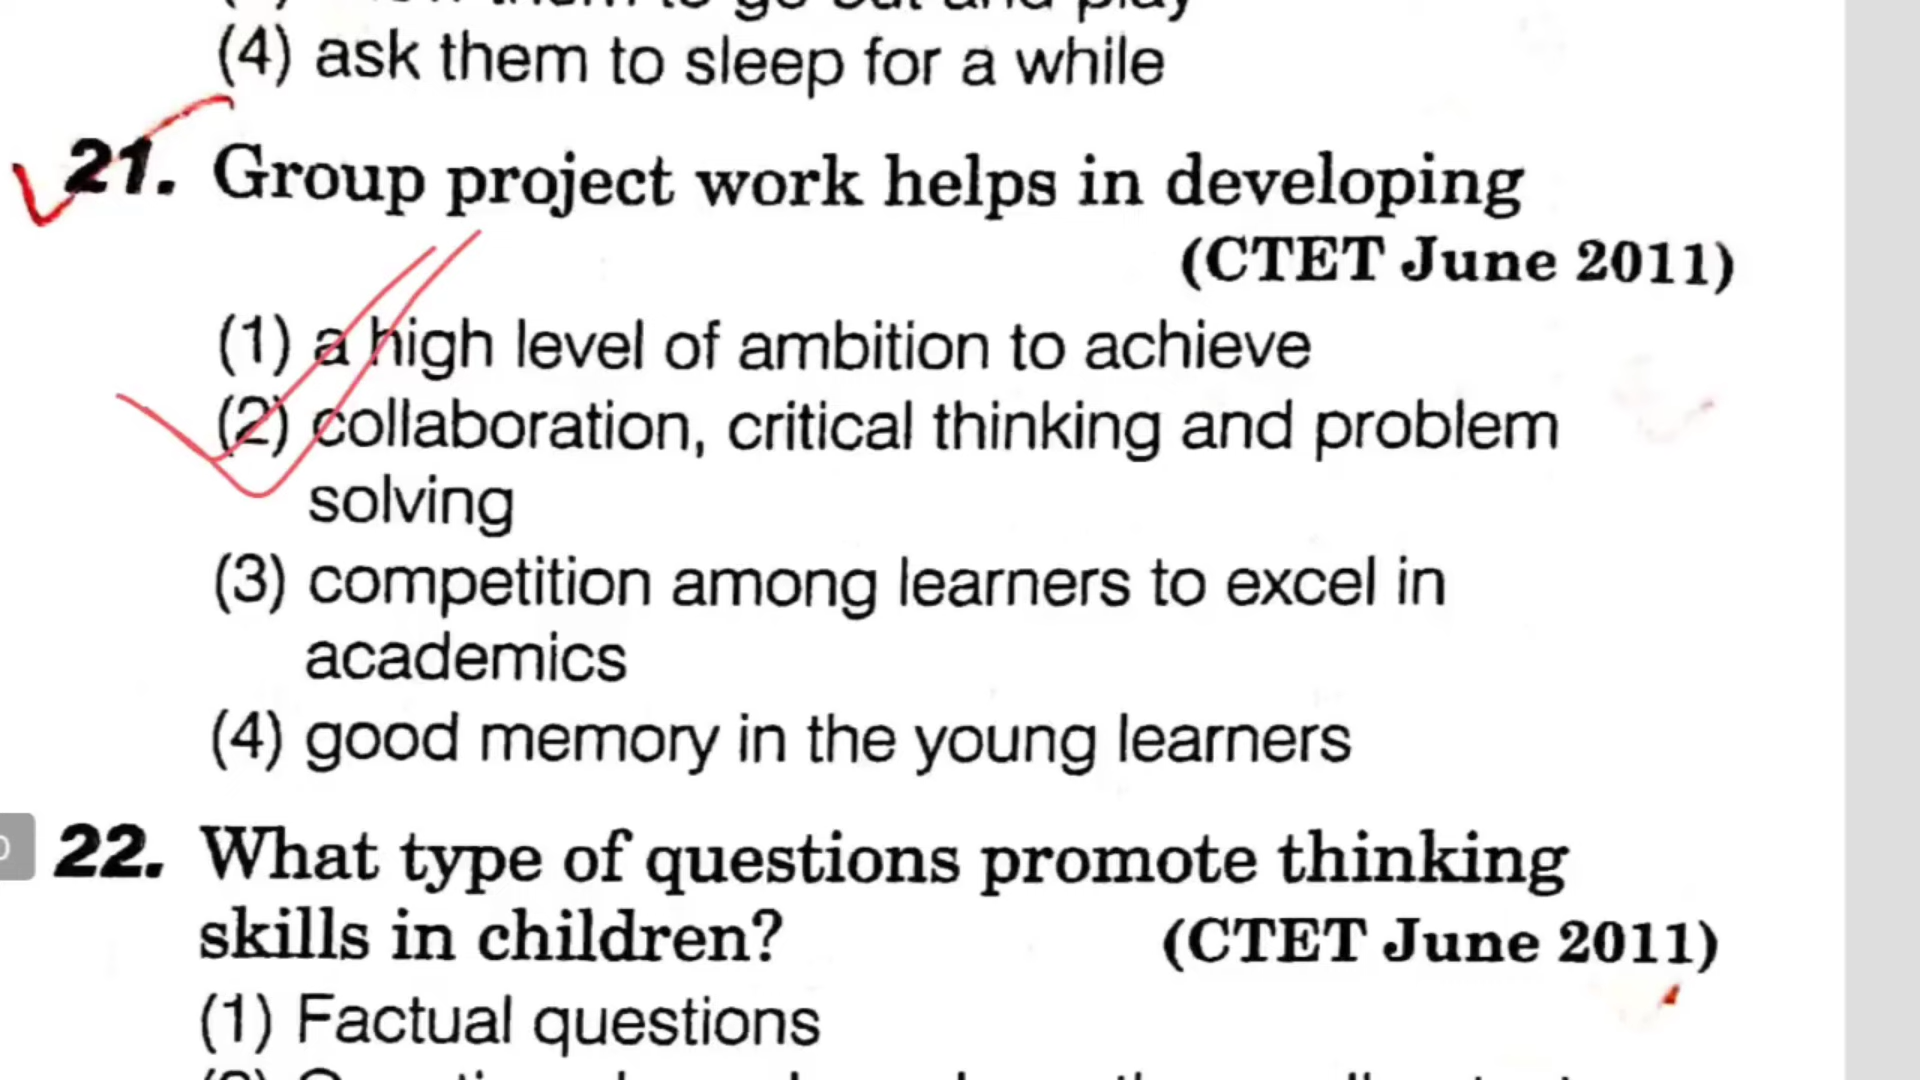 (4) ask them to sleep for a while
21. Group project work helps in developing
(CTET June 2011)
(1) a high level of ambition to achieve
(2) collaboration, critical thinking and problem
solving
(3) competition among learners to excel in
academics
(4) good memory in the young learners
22. What type of questions promote thinking
skills in children? (CTET June 2011)
(1) Factual questions